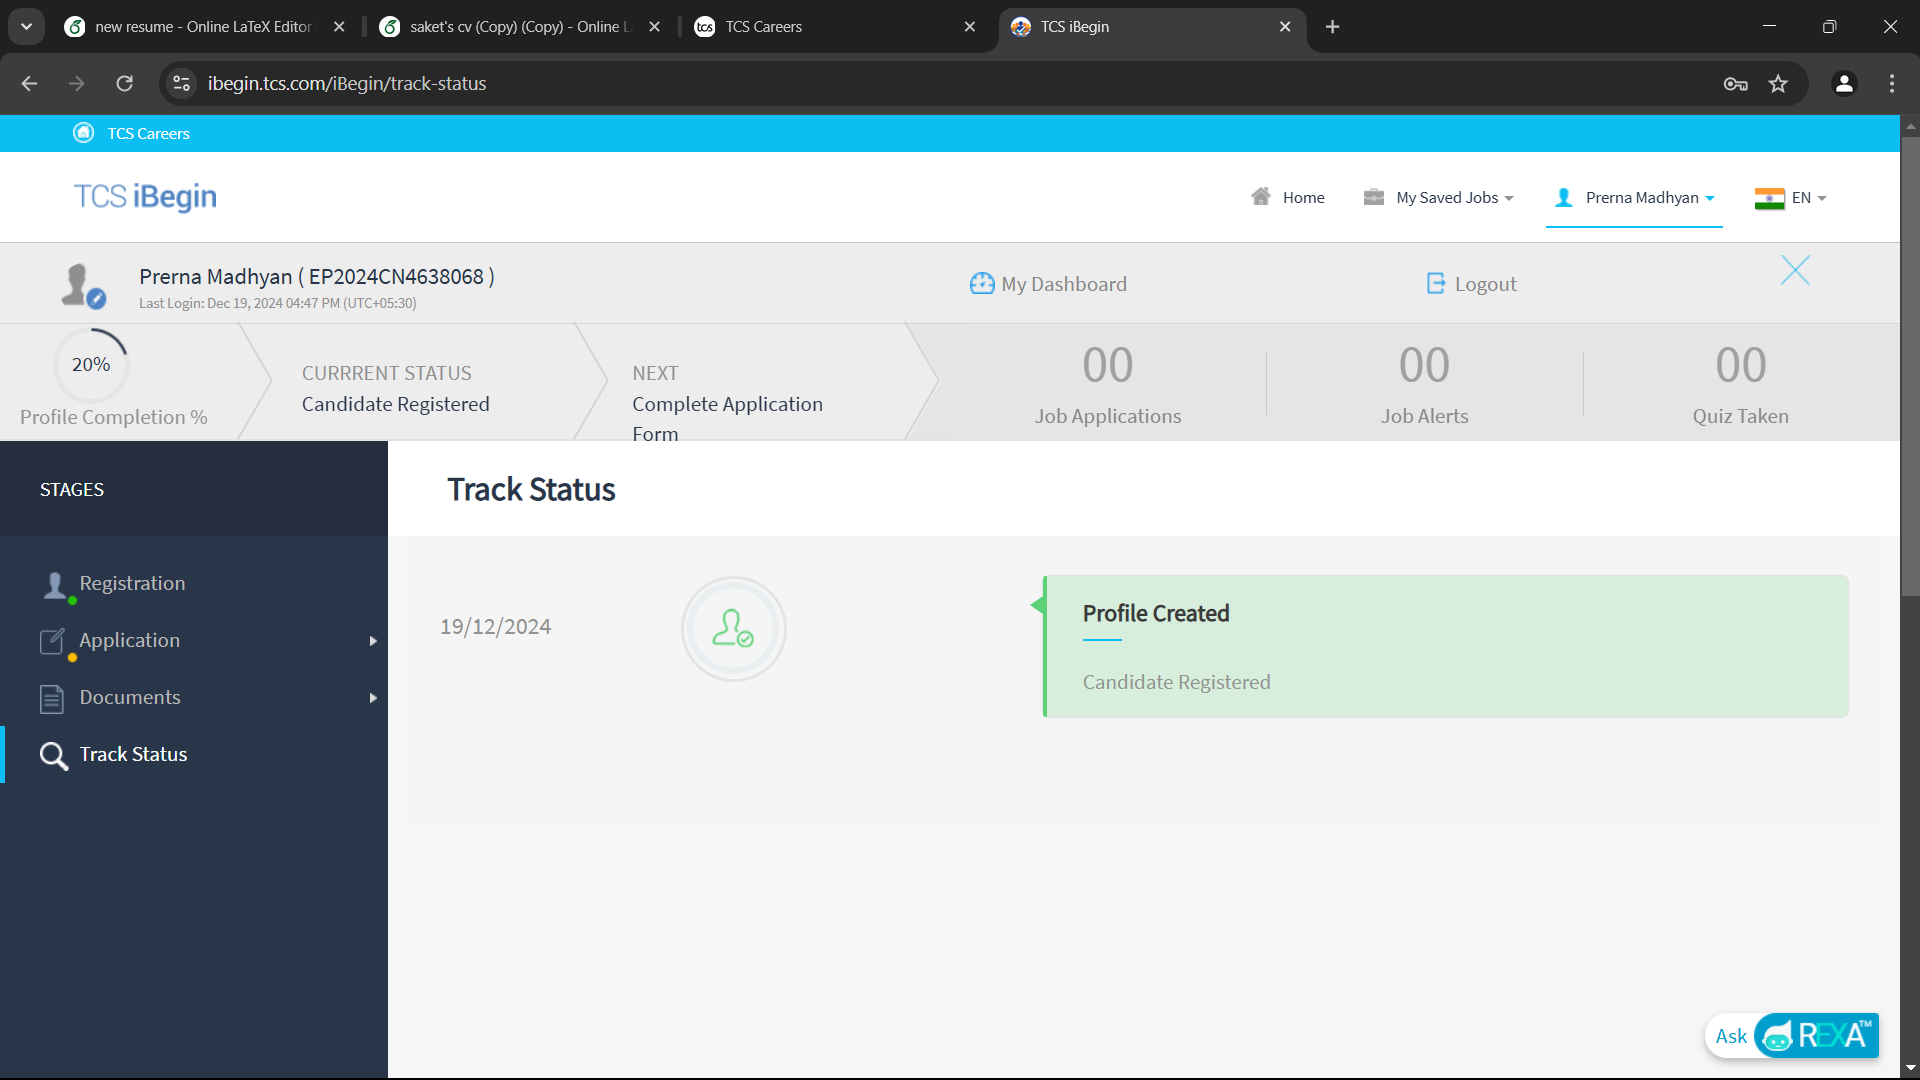 new resume - Online LaTeX Editor
saket's cv (Copy) (Copy) - Online L
tcs TCS Careers
TCS iBegin
ibegin.tcs.com/iBegin/track-status
TCS Careers
TCS iBegin
Home
My Saved Jobs
Prerna Madhyan
EN
Prerna Madhyan ( EP2024CN4638068 )
Last Login: Dec 19, 2024 04:47 PM (UTC+05:30)
My Dashboard
Logout
20%
Profile Completion %
CURRRENT STATUS
Candidate Registered
NEXT
Complete Application
Form
00
Job Applications
00
Job Alerts
00
Quiz Taken
STAGES
Registration
Application
Documents
Track Status
Track Status
19/12/2024
Profile Created
Candidate Registered
Ask REXA™